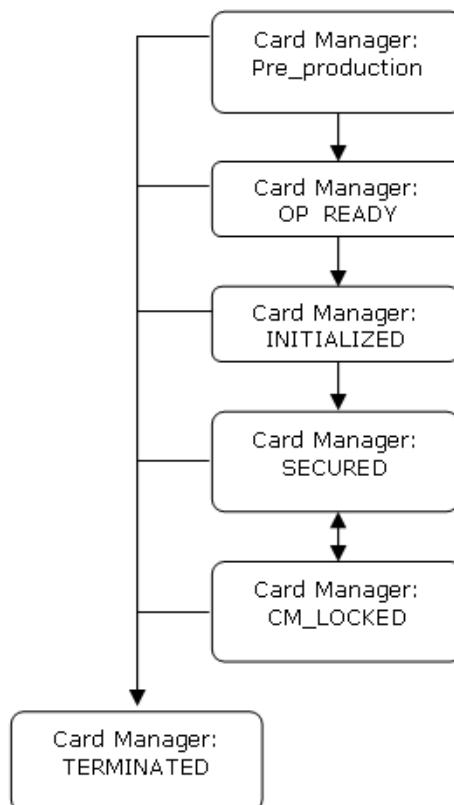 Card Manager:
Pre_production
Card Manager:
OP READY
Card Manager:
INITIALIZED
Card Manager:
SECURED
Card Manager:
CM_LOCKED
Card Manager:
TERMINATED